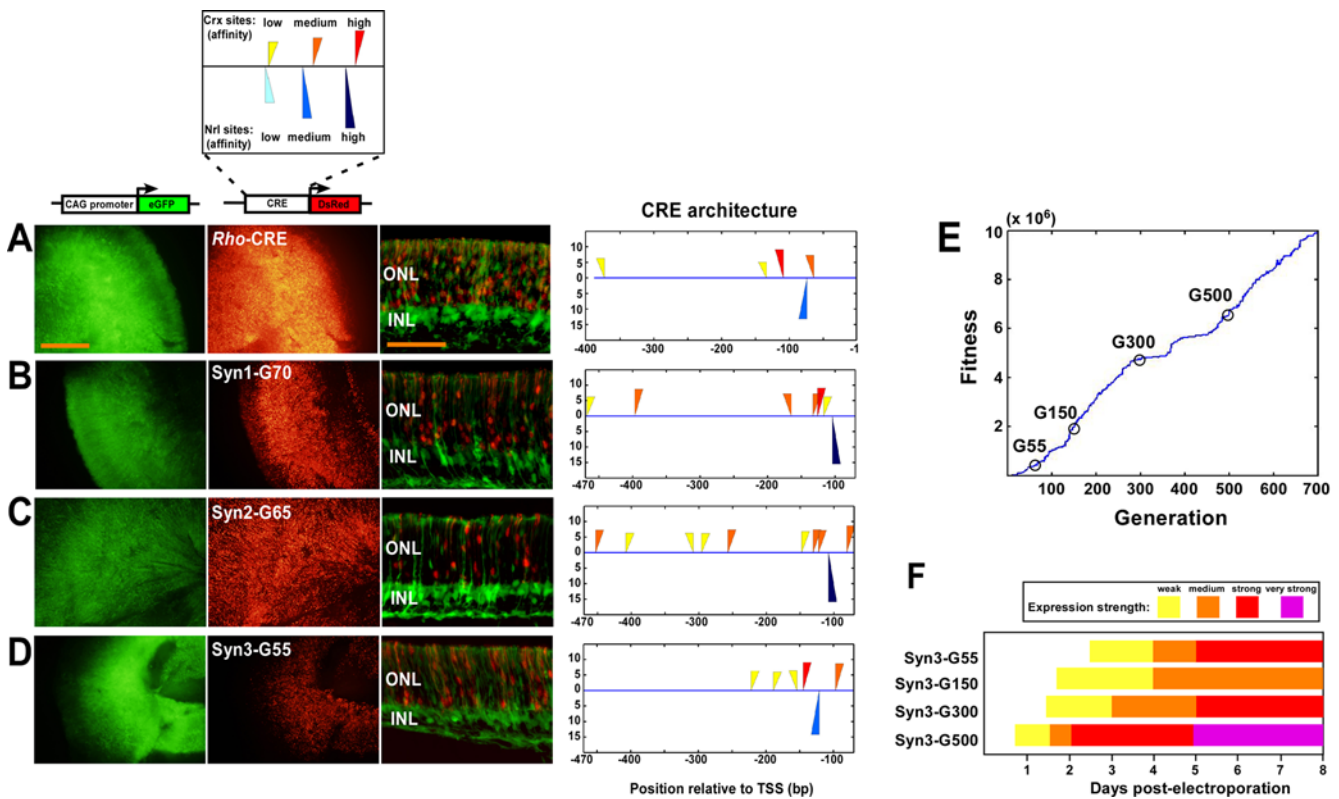 Crx sites: low medium high
(affinity)
Nrl sites:
(affinity) low medium high
CAG promoter eGFP
CRE DsRed
CRE architecture
A
Rho-CRE
ONL
INL
10
5
0
5
10
15
-400 -300 -200 -100 -1
B
Syn1-G70
ONL
INL
10
5
0
5
10
15
-470 -400 -300 -200 -100
C
Syn2-G65
ONL
INL
10
5
0
5
10
15
-470 -400 -300 -200 -100
D
Syn3-G55
ONL
INL
10
5
0
5
10
15
-470 -400 -300 -200 -100
Position relative to TSS (bp)
E
(x 10⁶)
Fitness
10
8
6
4
2
G55
G150
G300
G500
100 200 300 400 500 600 700
Generation
F
Expression strength: weak medium strong very strong
Syn3-G55
Syn3-G150
Syn3-G300
Syn3-G500
1 2 3 4 5 6 7 8
Days post-electroporation